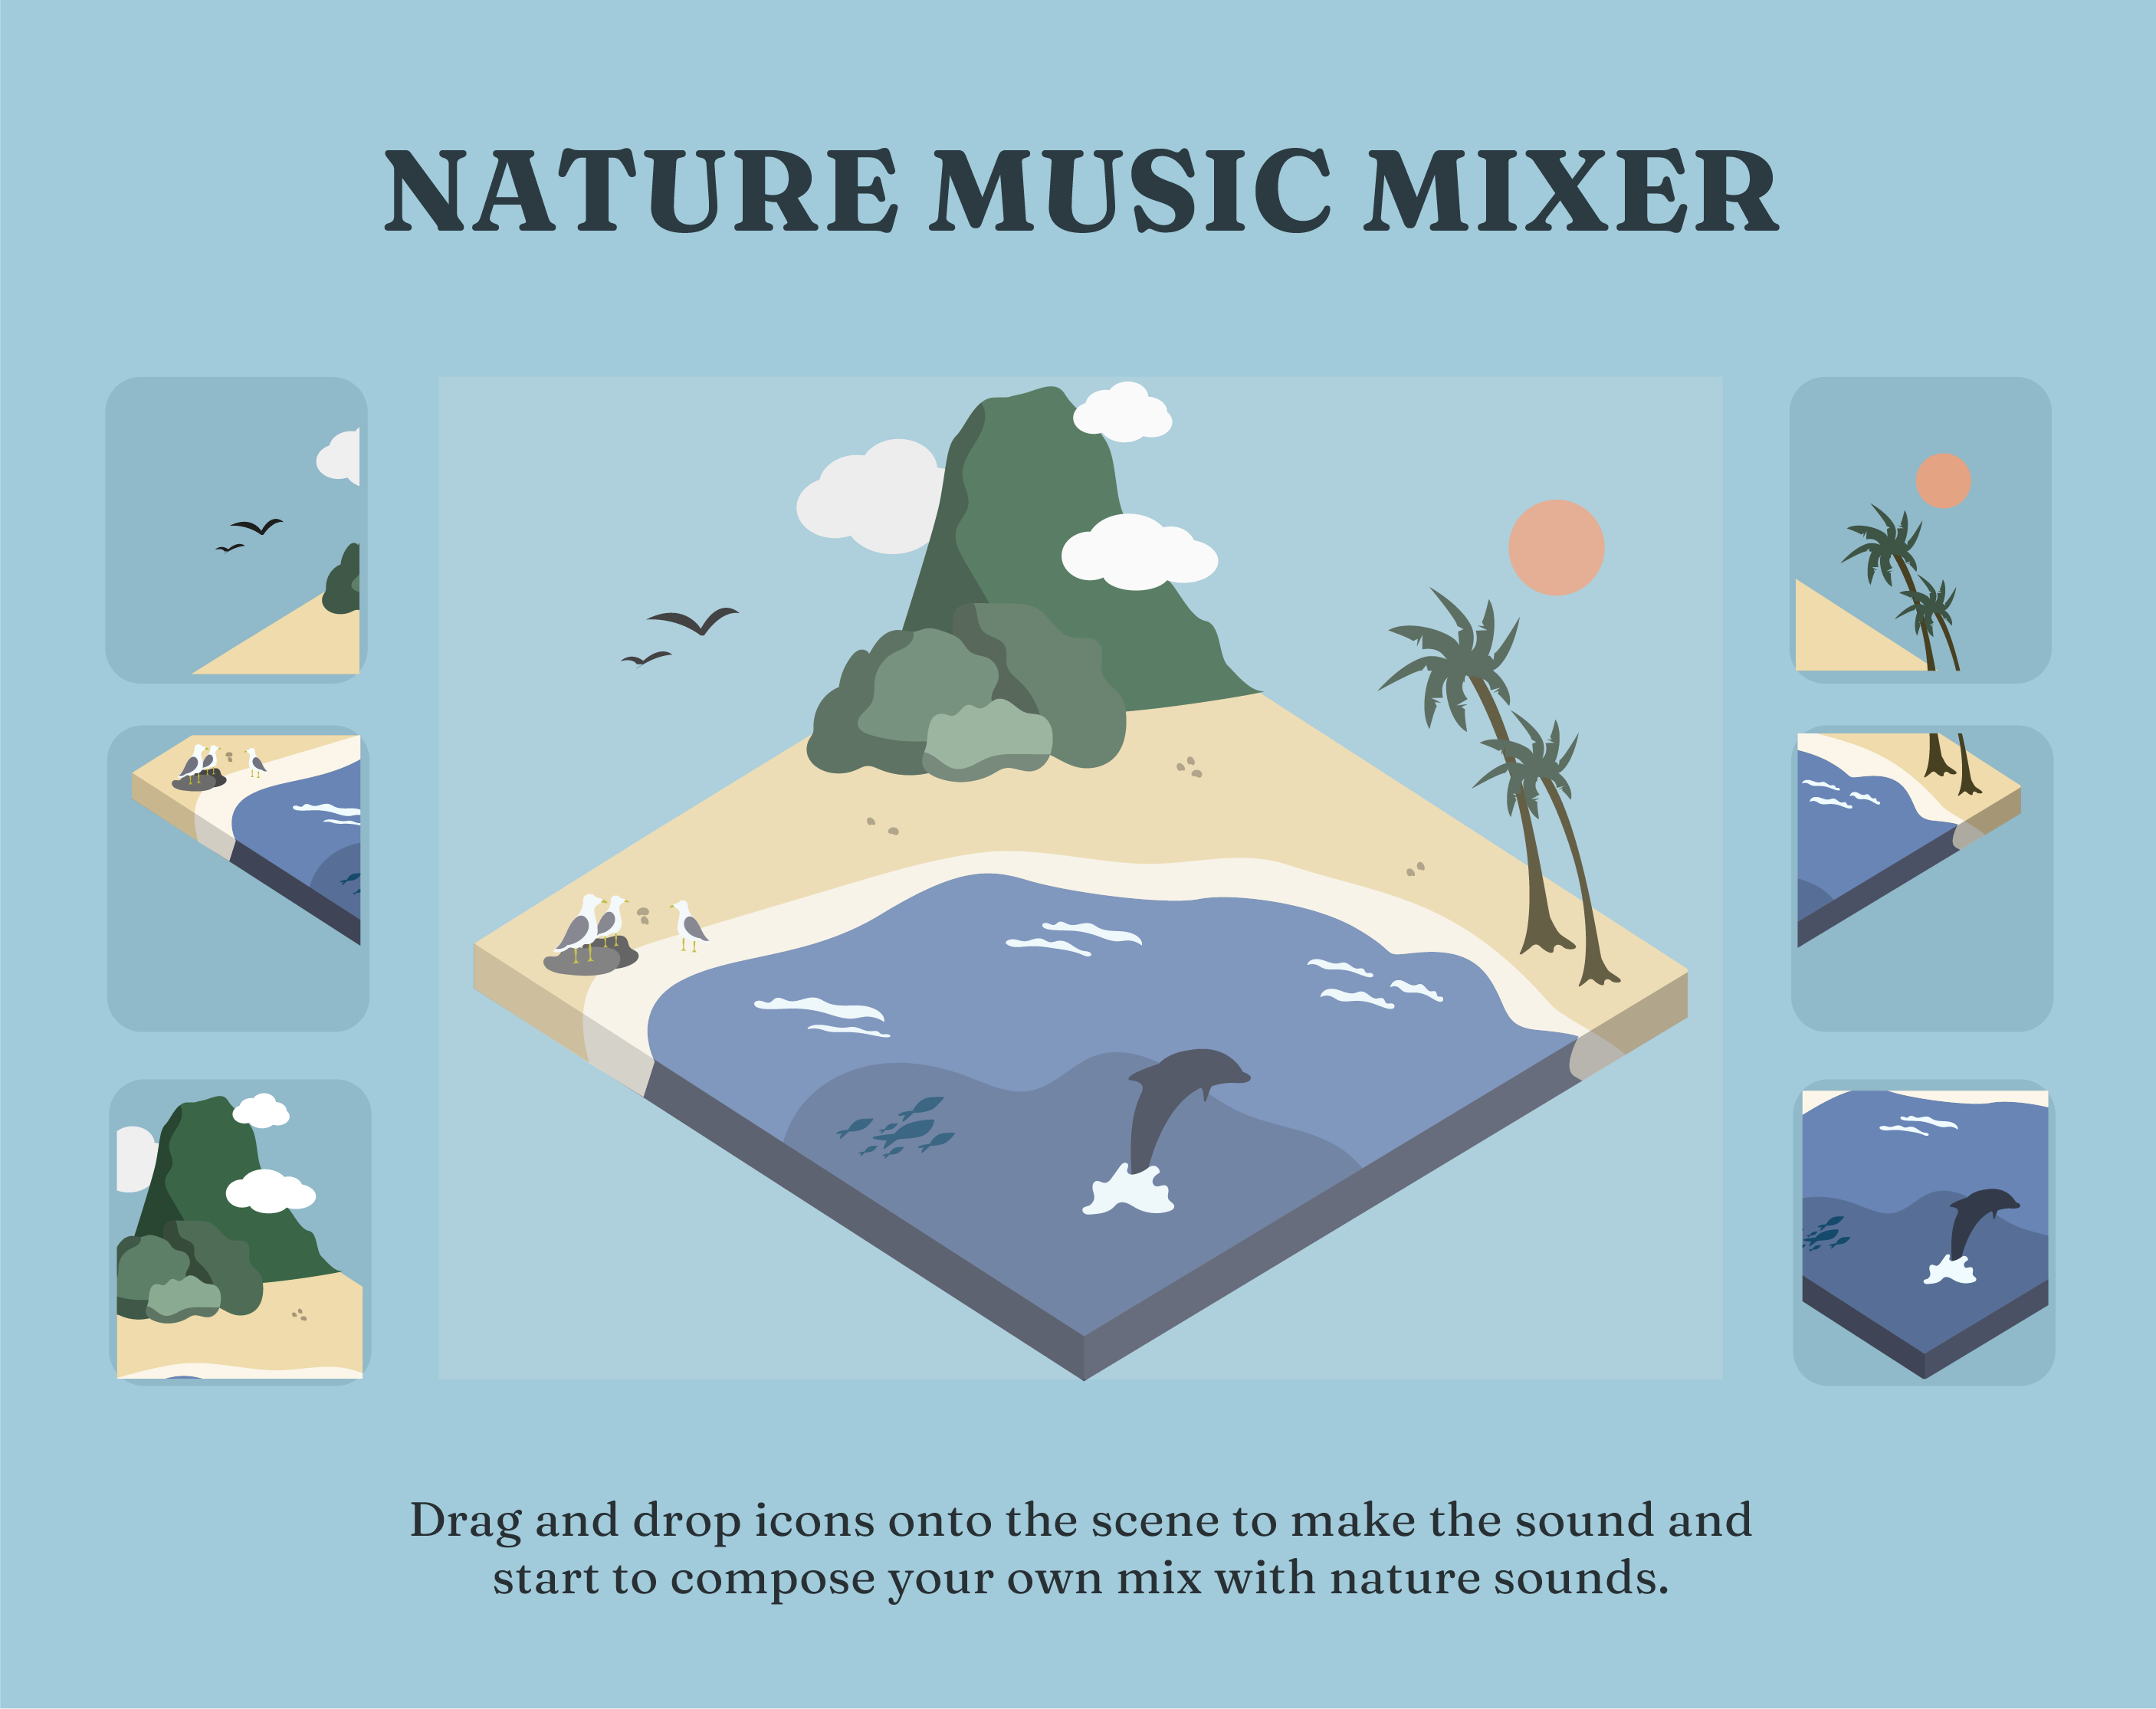 NATURE MUSIC MIXER
Drag and drop icons onto the scene to make the sound and
start to compose your own mix with nature sounds.